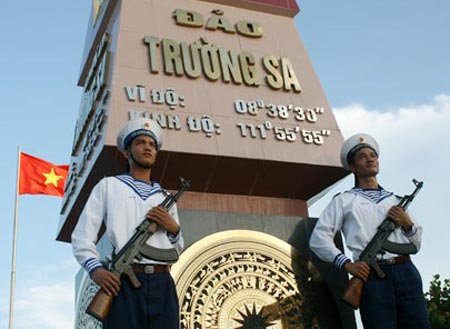 ĐẢO
TRƯỜNG SA
VĨ ĐỘ: 08°38'30"
KINH ĐỘ: 111°55'55"